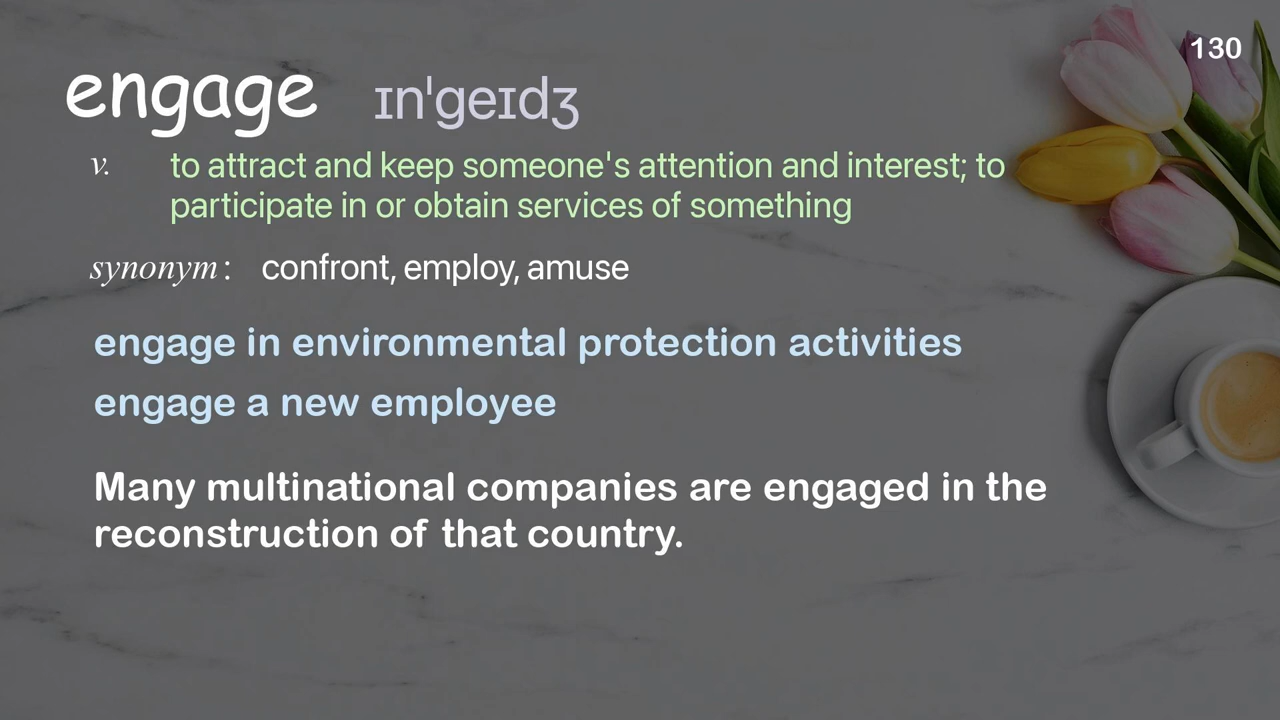 130
engage ɪn'geɪdʒ
v. to attract and keep someone's attention and interest; to
participate in or obtain services of something
synonym: confront, employ, amuse
engage in environmental protection activities
engage a new employee
Many multinational companies are engaged in the
reconstruction of that country.